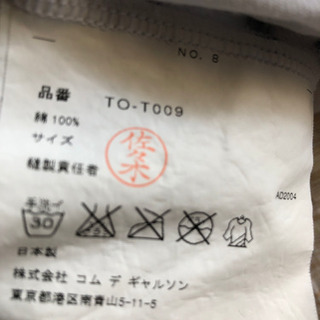 NO. 8
品番 TO-T009
綿 100%
サイズ
佐々木
縫製責任者
AD2004
手洗イ
30
日本製
株式会社 コム デ ギャルソン
東京都港区南青山5-11-5